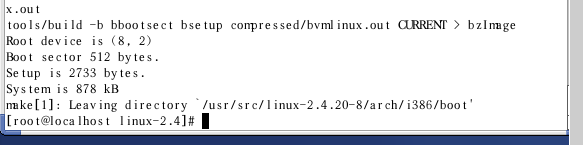 x.out
tools/build -b bbootsect bsetup compressed/bvmlinux.out CURRENT > bzImage
Root device is (8, 2)
Boot sector 512 bytes.
Setup is 2733 bytes.
System is 878 kB
make[1]: Leaving directory `/usr/src/linux-2.4.20-8/arch/i386/boot'
[root@localhost linux-2.4]#